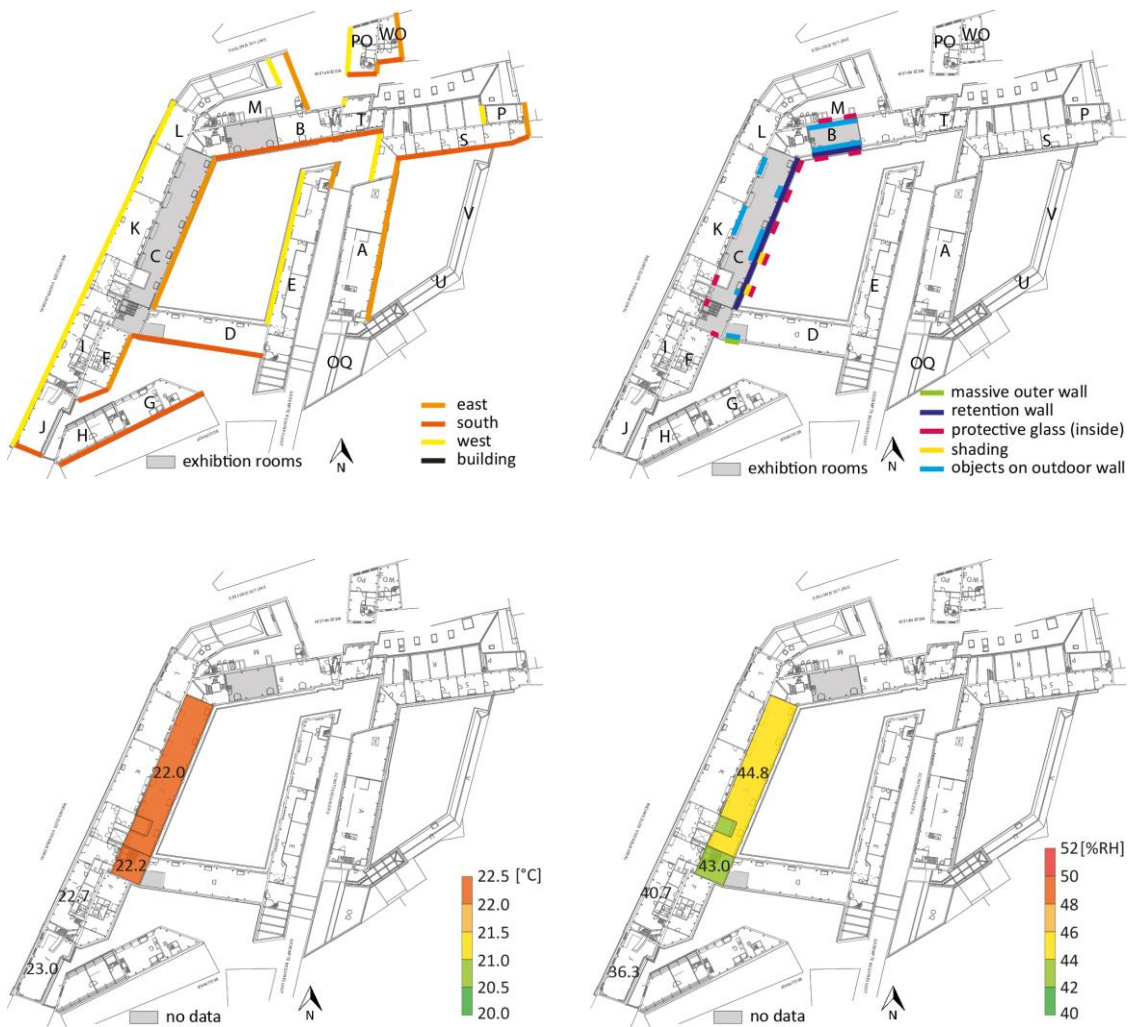 PO WO
M
L
B
T
P
S
K
V
C
A
E
U
D
I
F
OQ
G
J
H
N
east
south
west
building
exhibtion rooms
PO WO
M
L
B
T
P
S
K
V
C
A
E
U
D
I
F
OQ
G
J
H
N
massive outer wall
retention wall
protective glass (inside)
shading
objects on outdoor wall
exhibtion rooms
22.0
22.2
22.7
23.0
22.5 [°C]
22.0
21.5
21.0
20.5
20.0
N
no data
44.8
43.0
40.7
36.3
52 [%RH]
50
48
46
44
42
40
N
no data